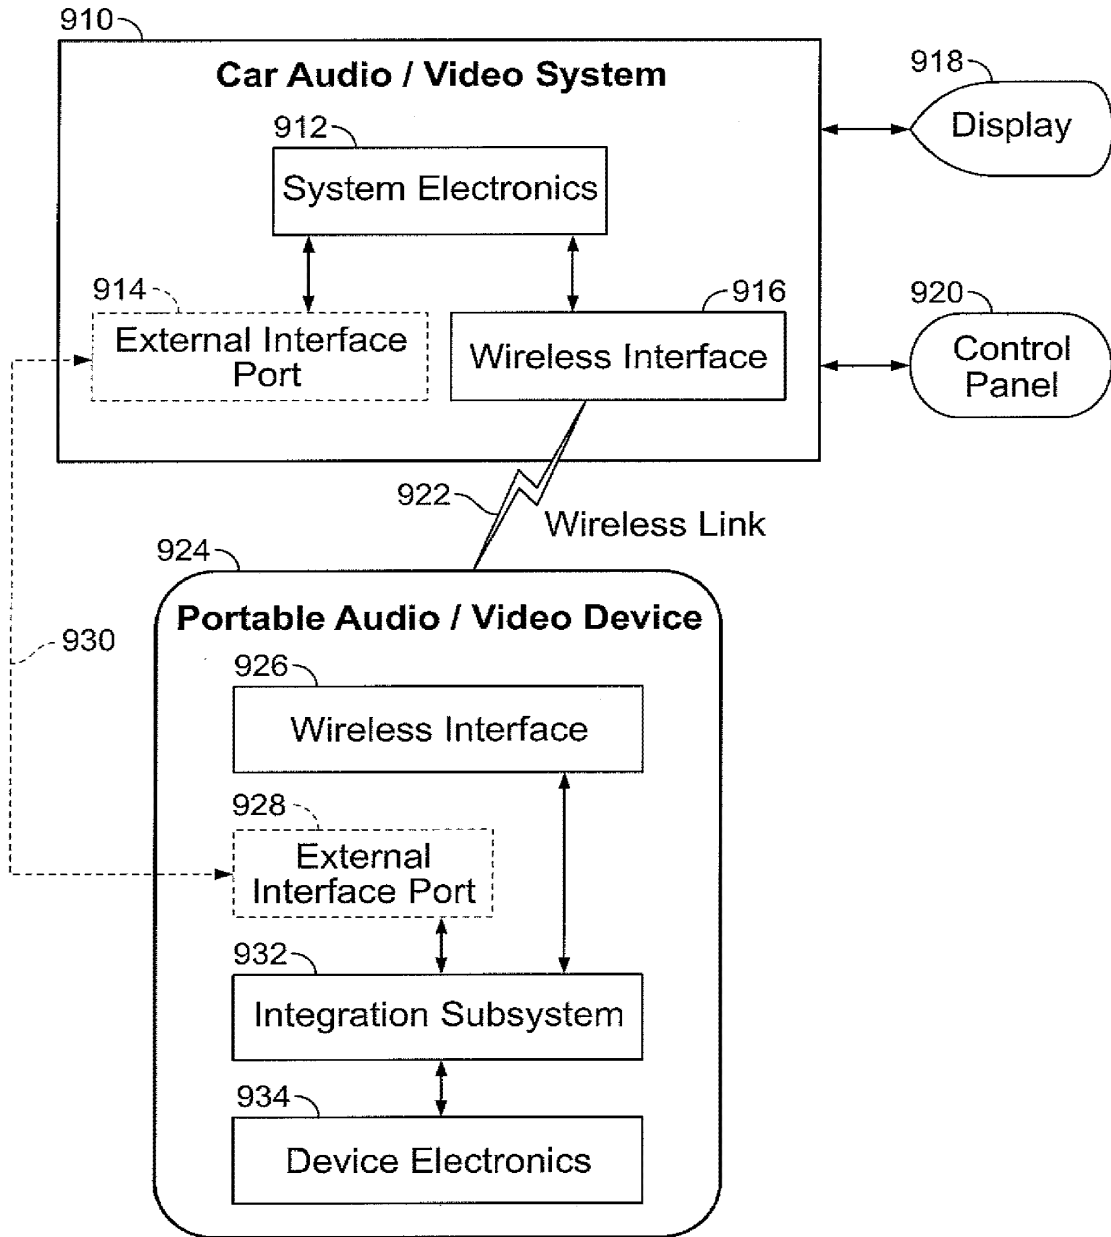 910
Car Audio / Video System
918
Display
912
System Electronics
914
External Interface
Port
916
Wireless Interface
920
Control
Panel
922
Wireless Link
924
Portable Audio / Video Device
930
926
Wireless Interface
928
External
Interface Port
932
Integration Subsystem
934
Device Electronics